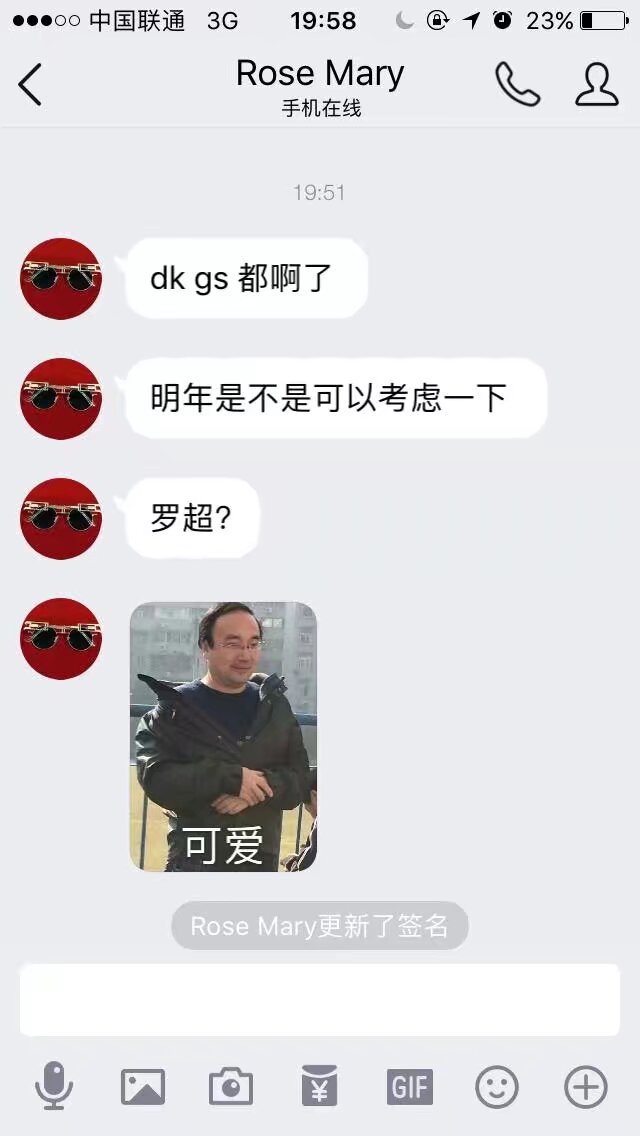 中国联通 3G 19:58 23%
Rose Mary
手机在线
19:51
dk gs 都啊了
明年是不是可以考虑一下
罗超?
可爱
Rose Mary更新了签名
¥
GIF